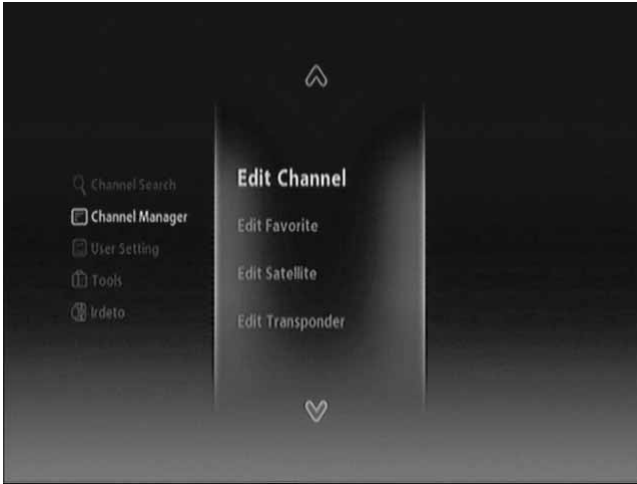 Channel Search
Channel Manager
User Setting
Tools
Irdeto
Edit Channel
Edit Favorite
Edit Satellite
Edit Transponder